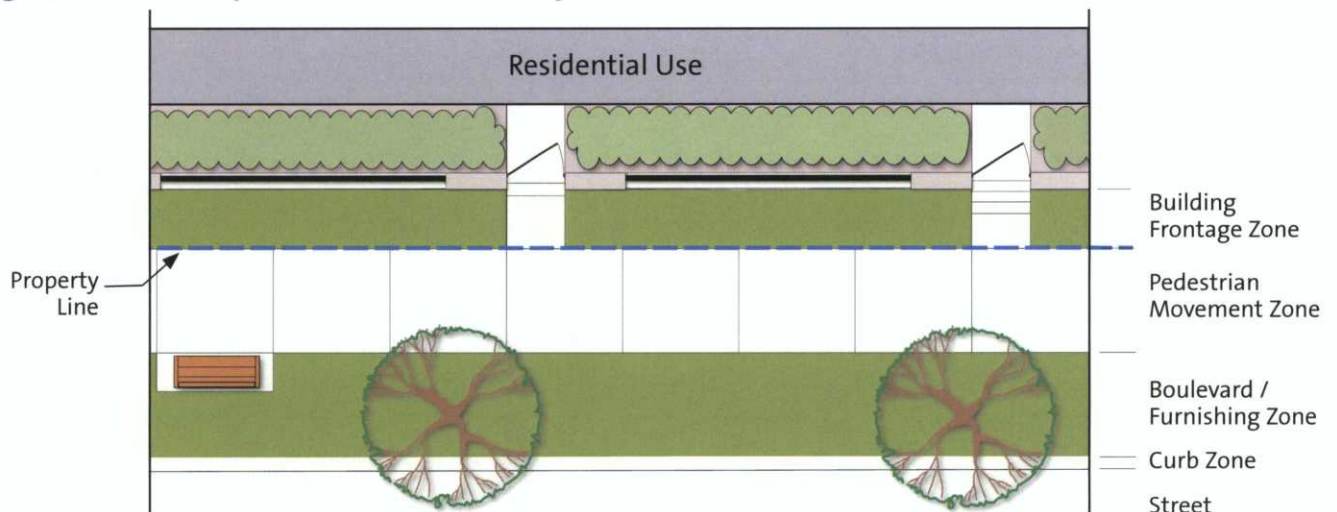 Residential Use
Building
Frontage Zone
Property
Line
Pedestrian
Movement Zone
Boulevard /
Furnishing Zone
Curb Zone
Street